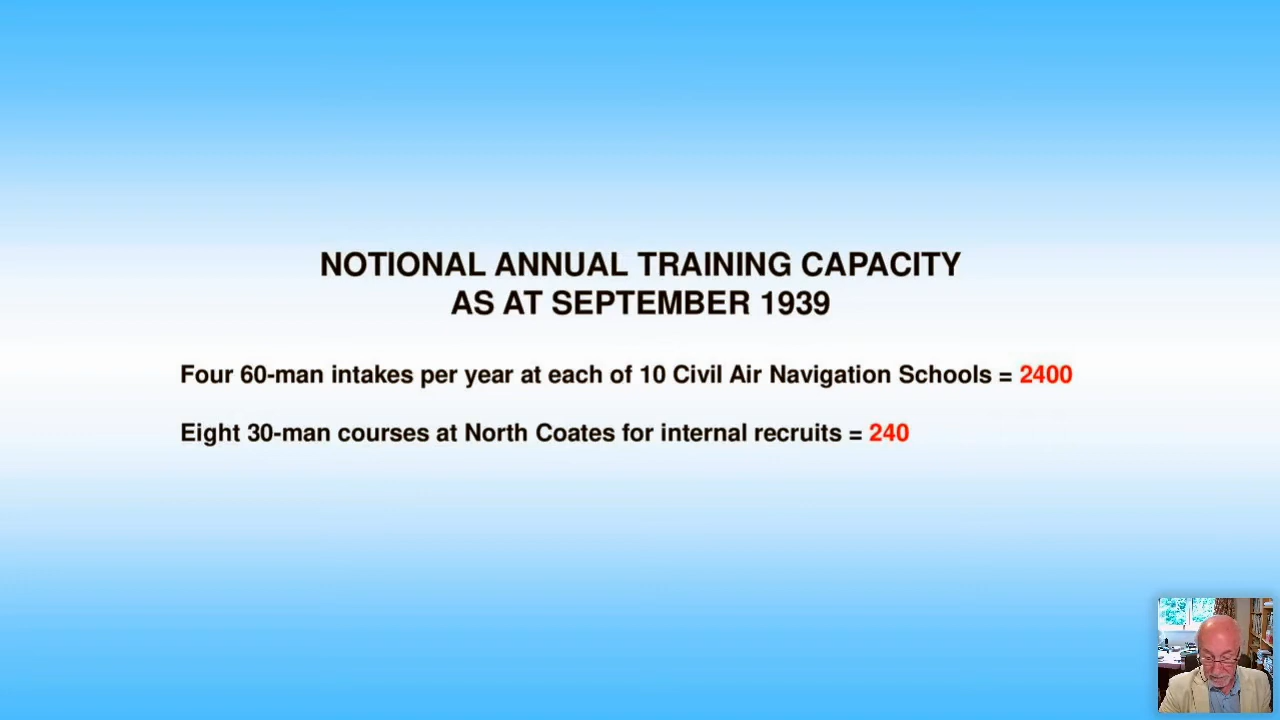 NOTIONAL ANNUAL TRAINING CAPACITY
AS AT SEPTEMBER 1939
Four 60-man intakes per year at each of 10 Civil Air Navigation Schools = 2400
Eight 30-man courses at North Coates for internal recruits = 240